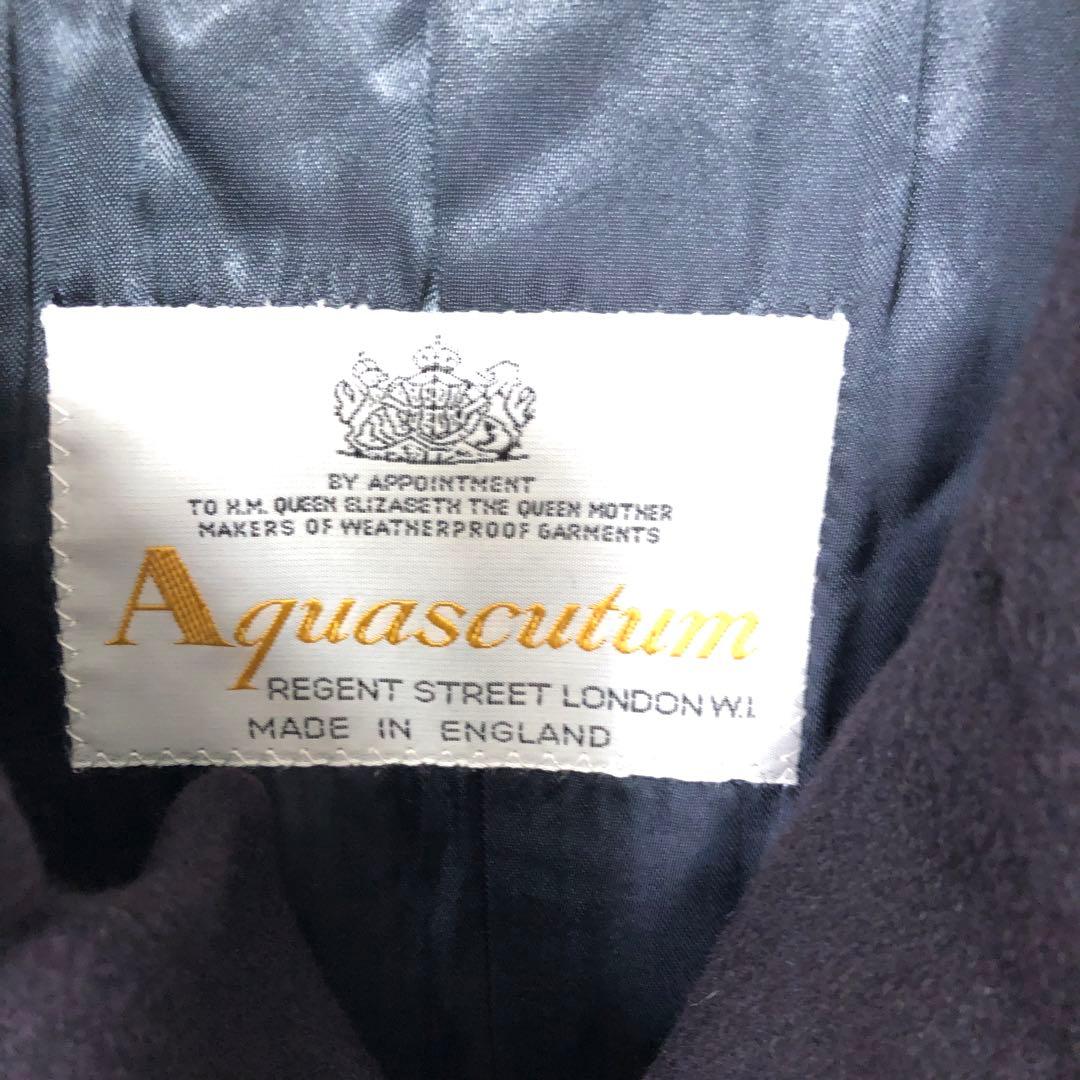 BY APPOINTMENT
TO H.M. QUEEN ELIZABETH THE QUEEN MOTHER
MAKERS OF WEATHERPROOF GARMENTS
Aquascutum
REGENT STREET LONDON W.1.
MADE IN ENGLAND